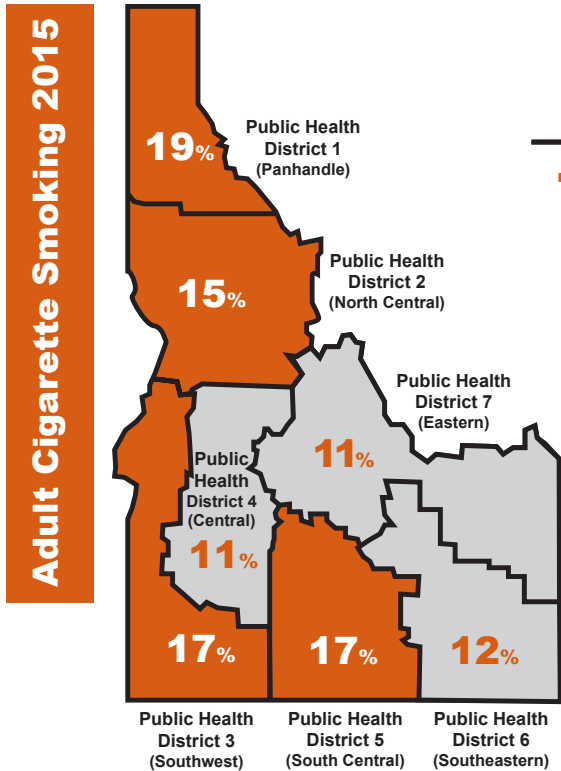 Adult Cigarette Smoking 2015
19%
Public Health
District 1
(Panhandle)
15%
Public Health
District 2
(North Central)
Public Health
District 7
(Eastern)
11%
Public
Health
District 4
(Central)
11%
17%
17%
12%
Public Health
District 3
(Southwest)
Public Health
District 5
(South Central)
Public Health
District 6
(Southeastern)